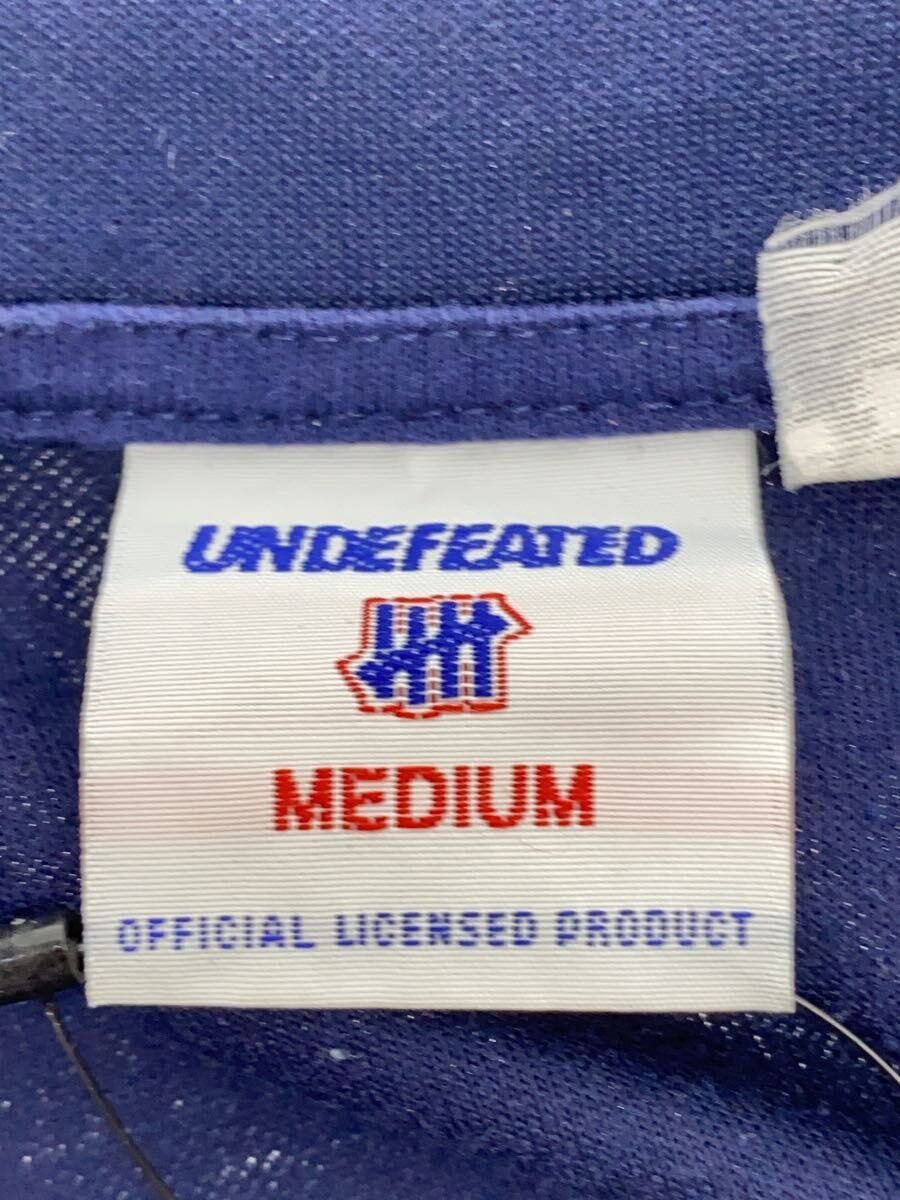 UNDEFEATED
MEDIUM
OFFICIAL LICENSED PRODUCT